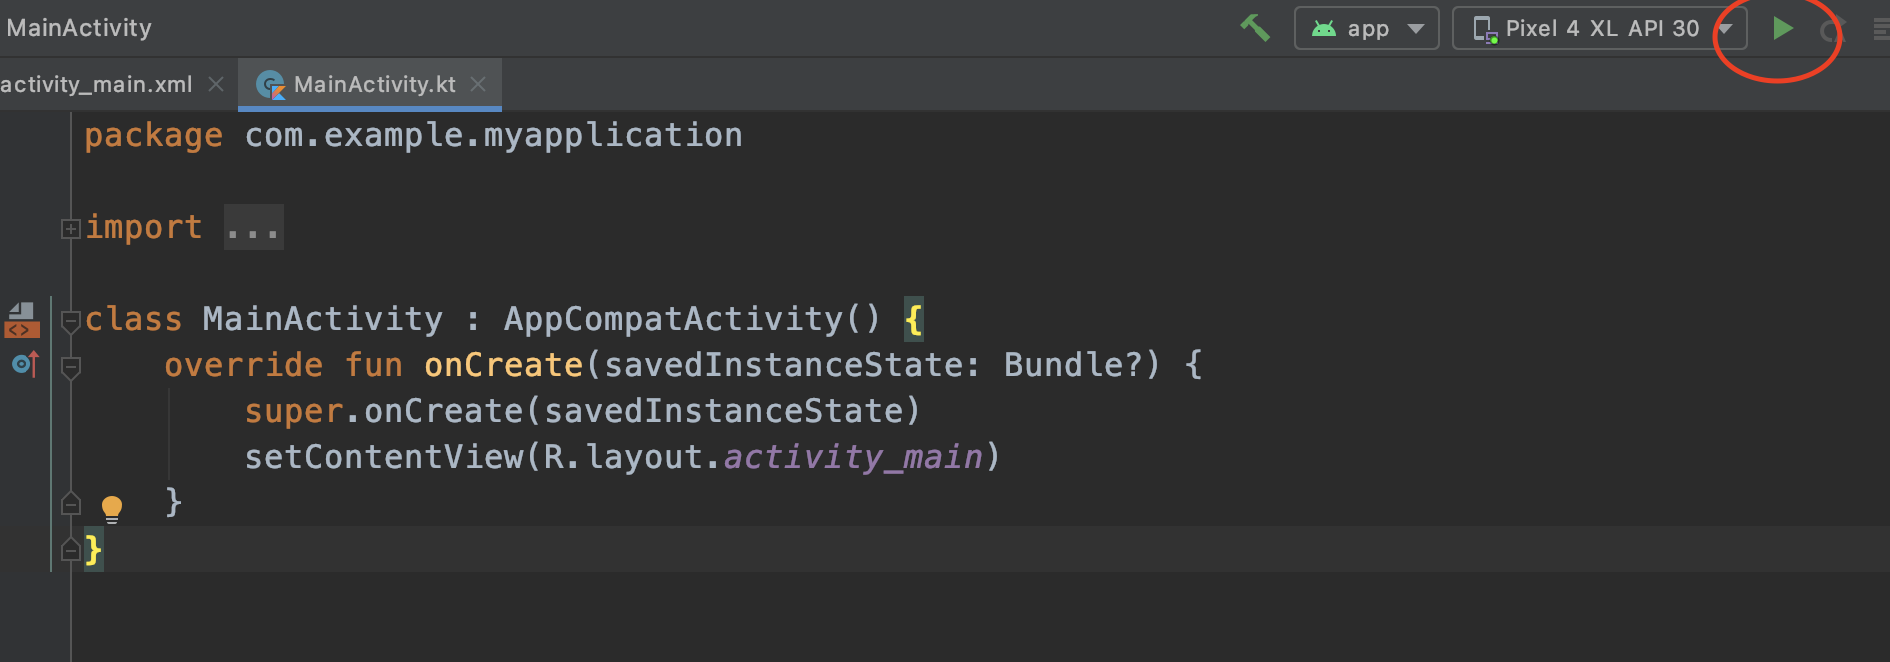 MainActivity
app
Pixel 4 XL API 30
activity_main.xml
MainActivity.kt
package com.example.myapplication
import ...
class MainActivity : AppCompatActivity() {
override fun onCreate(savedInstanceState: Bundle?) {
super.onCreate(savedInstanceState)
setContentView(R.layout.activity_main)
}
}